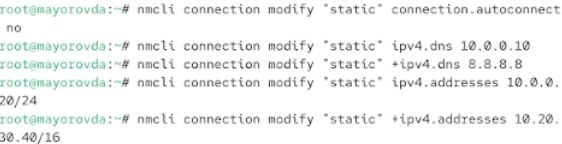 root@mayorovda:~# nmcli connection modify "static" connection.autoconnect
no
root@mayorovda:~# nmcli connection modify "static" ipv4.dns 10.0.0.10
root@mayorovda:~# nmcli connection modify "static" +ipv4.dns 8.8.8.8
root@mayorovda:~# nmcli connection modify "static" ipv4.addresses 10.0.0.
20/24
root@mayorovda:~# nmcli connection modify "static" +ipv4.addresses 10.20.
30.40/16